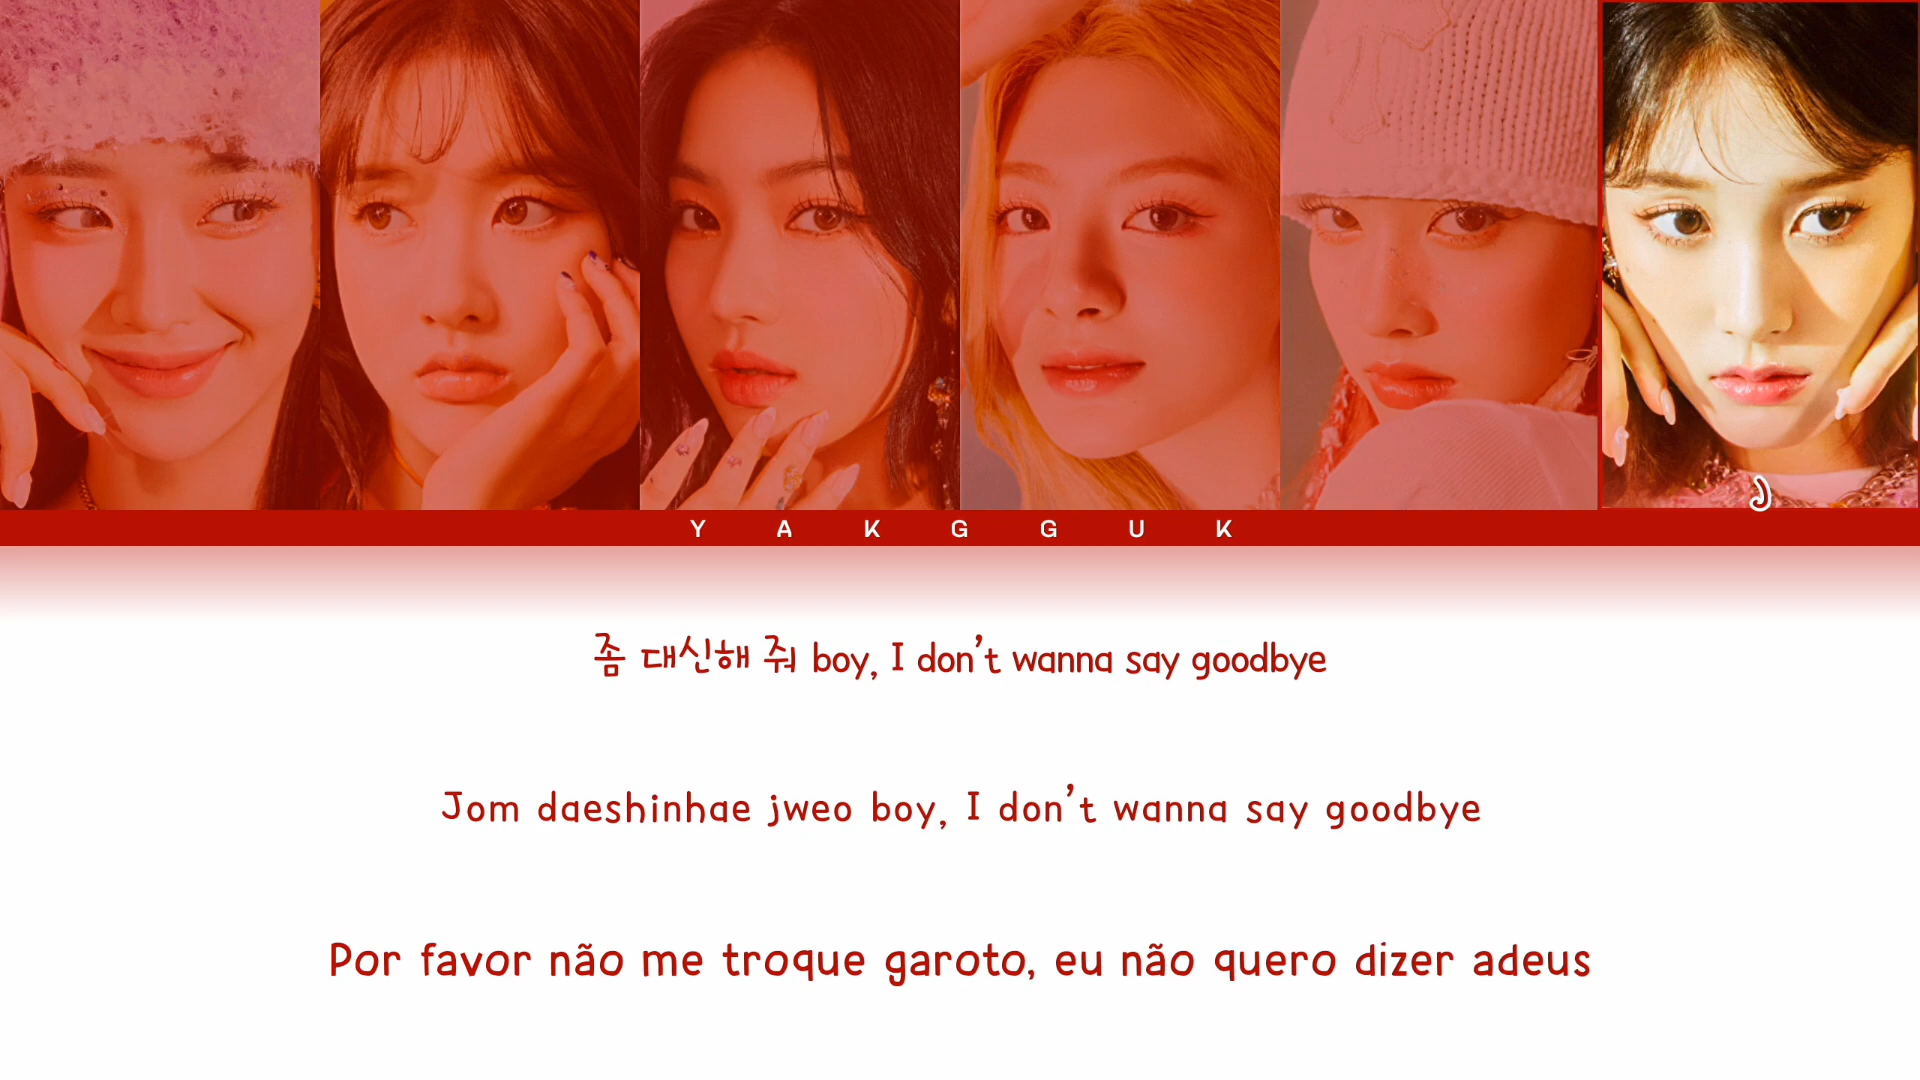 Y A K G G U K
좀 대신해 줘 boy, I don't wanna say goodbye
Jom daeshinhae jweo boy, I don't wanna say goodbye
Por favor não me troque garoto, eu não quero dizer adeus